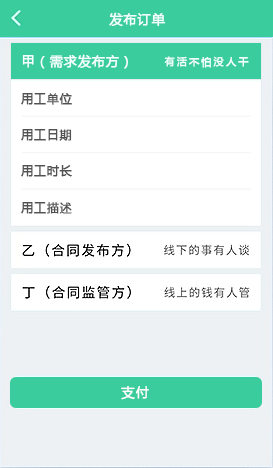 发布订单
甲（需求发布方） 有活不怕没人干
用工单位
用工日期
用工时长
用工描述
乙（合同发布方） 线下的事有人谈
丁（合同监管方） 线上的钱有人管
支付